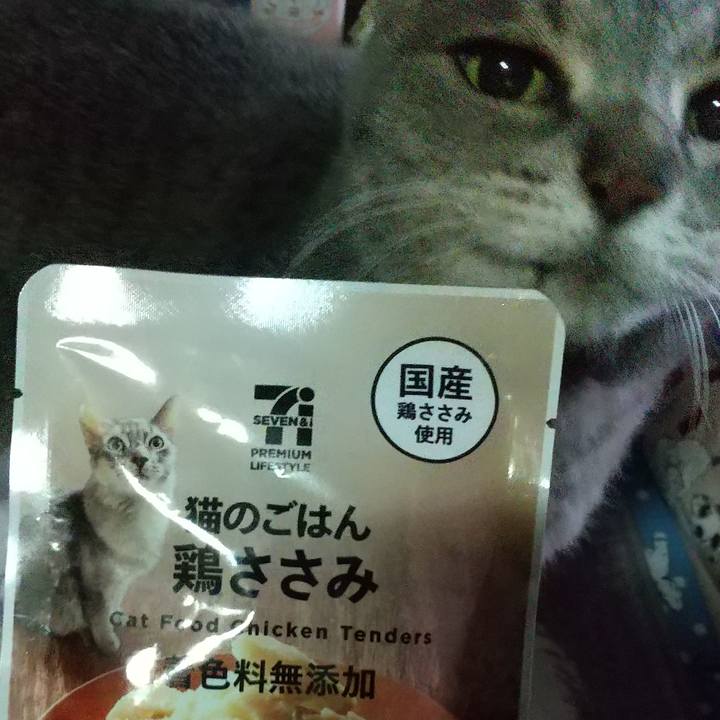 国産
鶏ささみ
使用
SEVEN&i
PREMIUM
LIFESTYLE
猫のごはん
鶏ささみ
Cat Food Chicken Tenders
着色料無添加